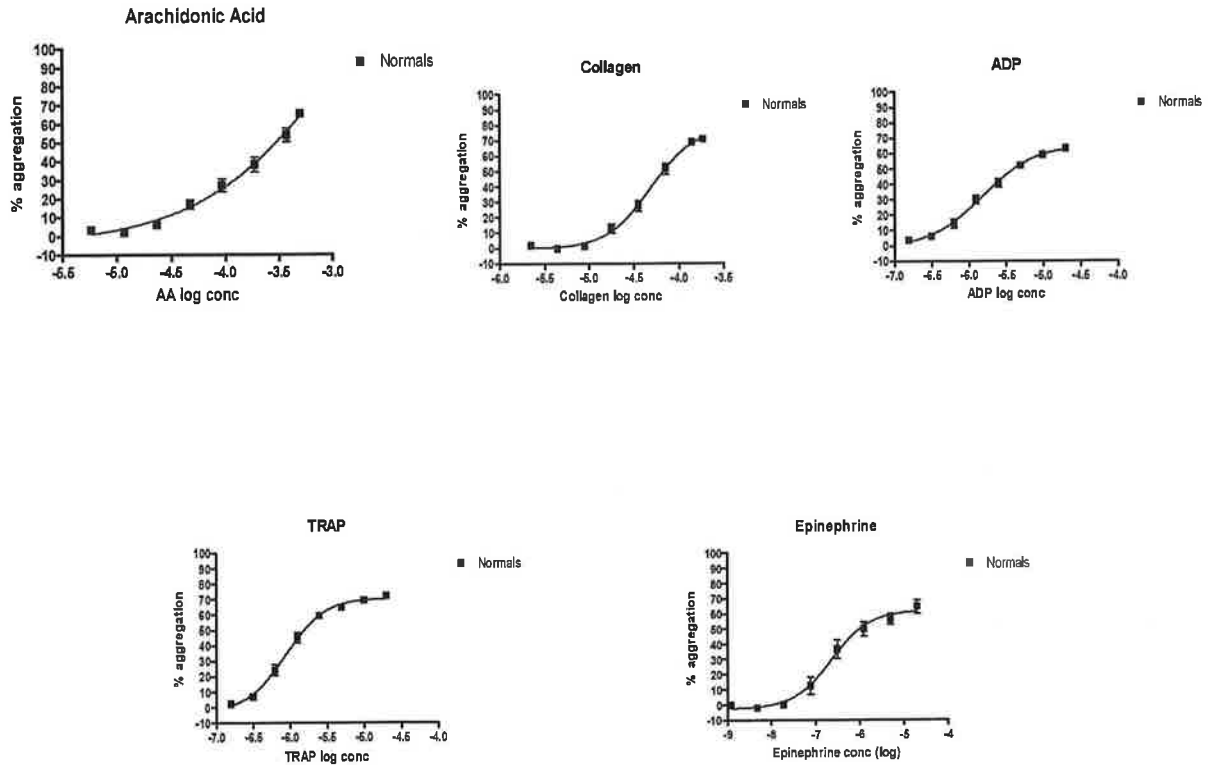 Arachidonic Acid
Normals
% aggregation
100
90
80
70
60
50
40
30
20
10
0
-10
-5.5 -5.0 -4.5 -4.0 -3.5 -3.0
AA log conc
Collagen
Normals
% aggregation
100
90
80
70
60
50
40
30
20
10
0
-10
-6.0 -5.5 -5.0 -4.5 -4.0 -3.5
Collagen log conc
ADP
Normals
% aggregation
100
90
80
70
60
50
40
30
20
10
0
-10
-7.0 -6.5 -6.0 -5.5 -5.0 -4.5 -4.0
ADP log conc
TRAP
Normals
% aggregation
100
90
80
70
60
50
40
30
20
10
0
-10
-7.0 -6.5 -6.0 -5.5 -5.0 -4.5 -4.0
TRAP log conc
Epinephrine
Normals
% aggregation
100
90
80
70
60
50
40
30
20
10
0
-10
-9 -8 -7 -6 -5 -4
Epinephrine conc (log)